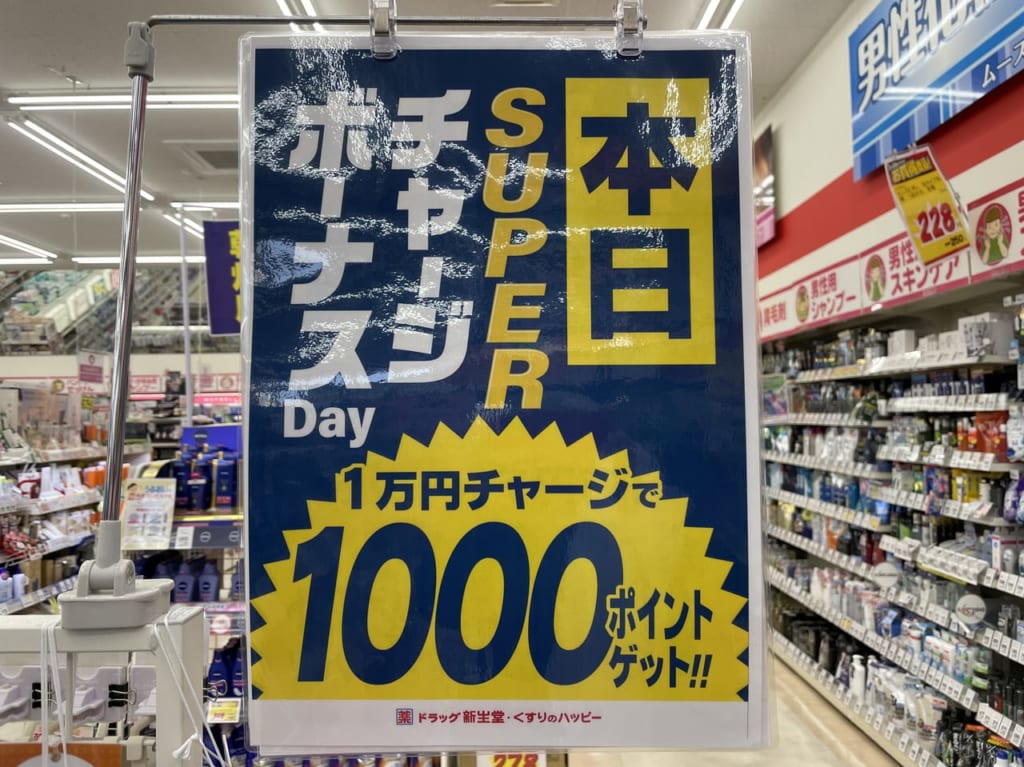 本日
SUPER
チャージ
ボーナス
Day
1万円チャージで
1000
ポイント
ゲット!!
薬 ドラッグ 新生堂・くすりのハッピー
228
男性用
シャンプー
スキンケア
278